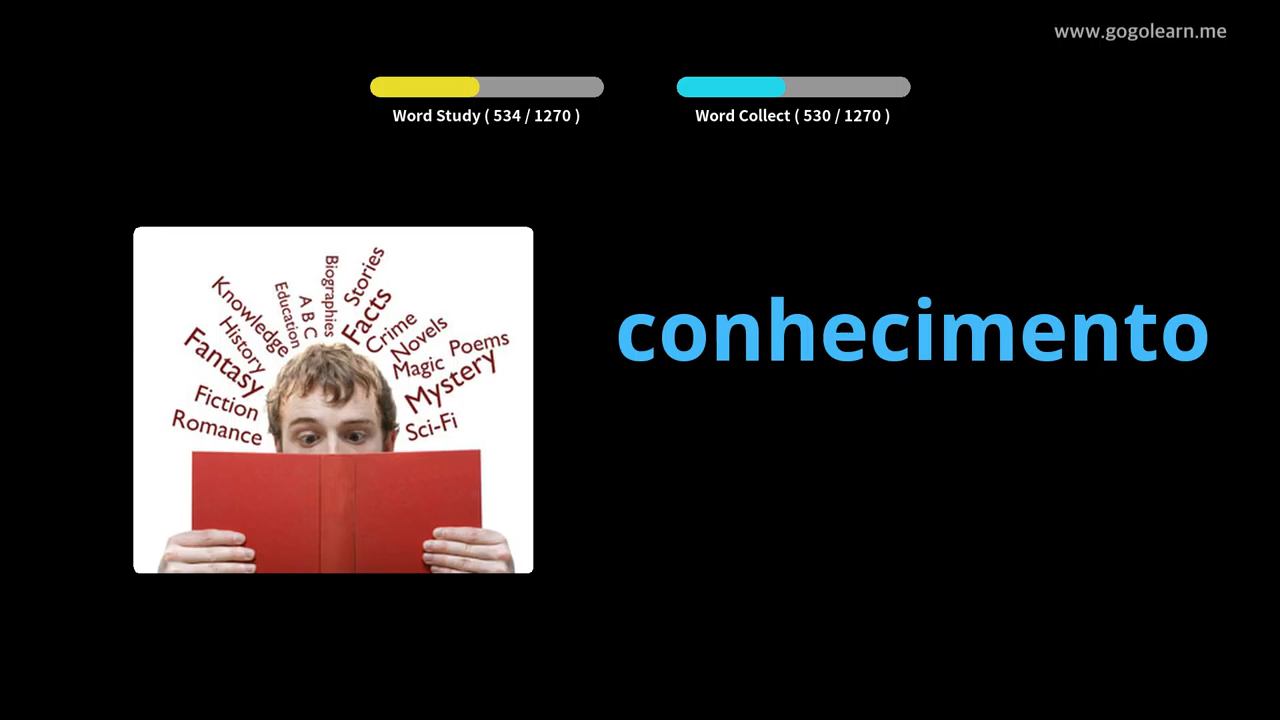 www.gogolearn.me
Word Study ( 534 / 1270 )
Word Collect ( 530 / 1270 )
conhecimento
Knowledge
Education
A B C
Biographies
Stories
Facts
History
Crime
Novels
Fantasy
Magic
Poems
Mystery
Fiction
Romance
Sci-Fi